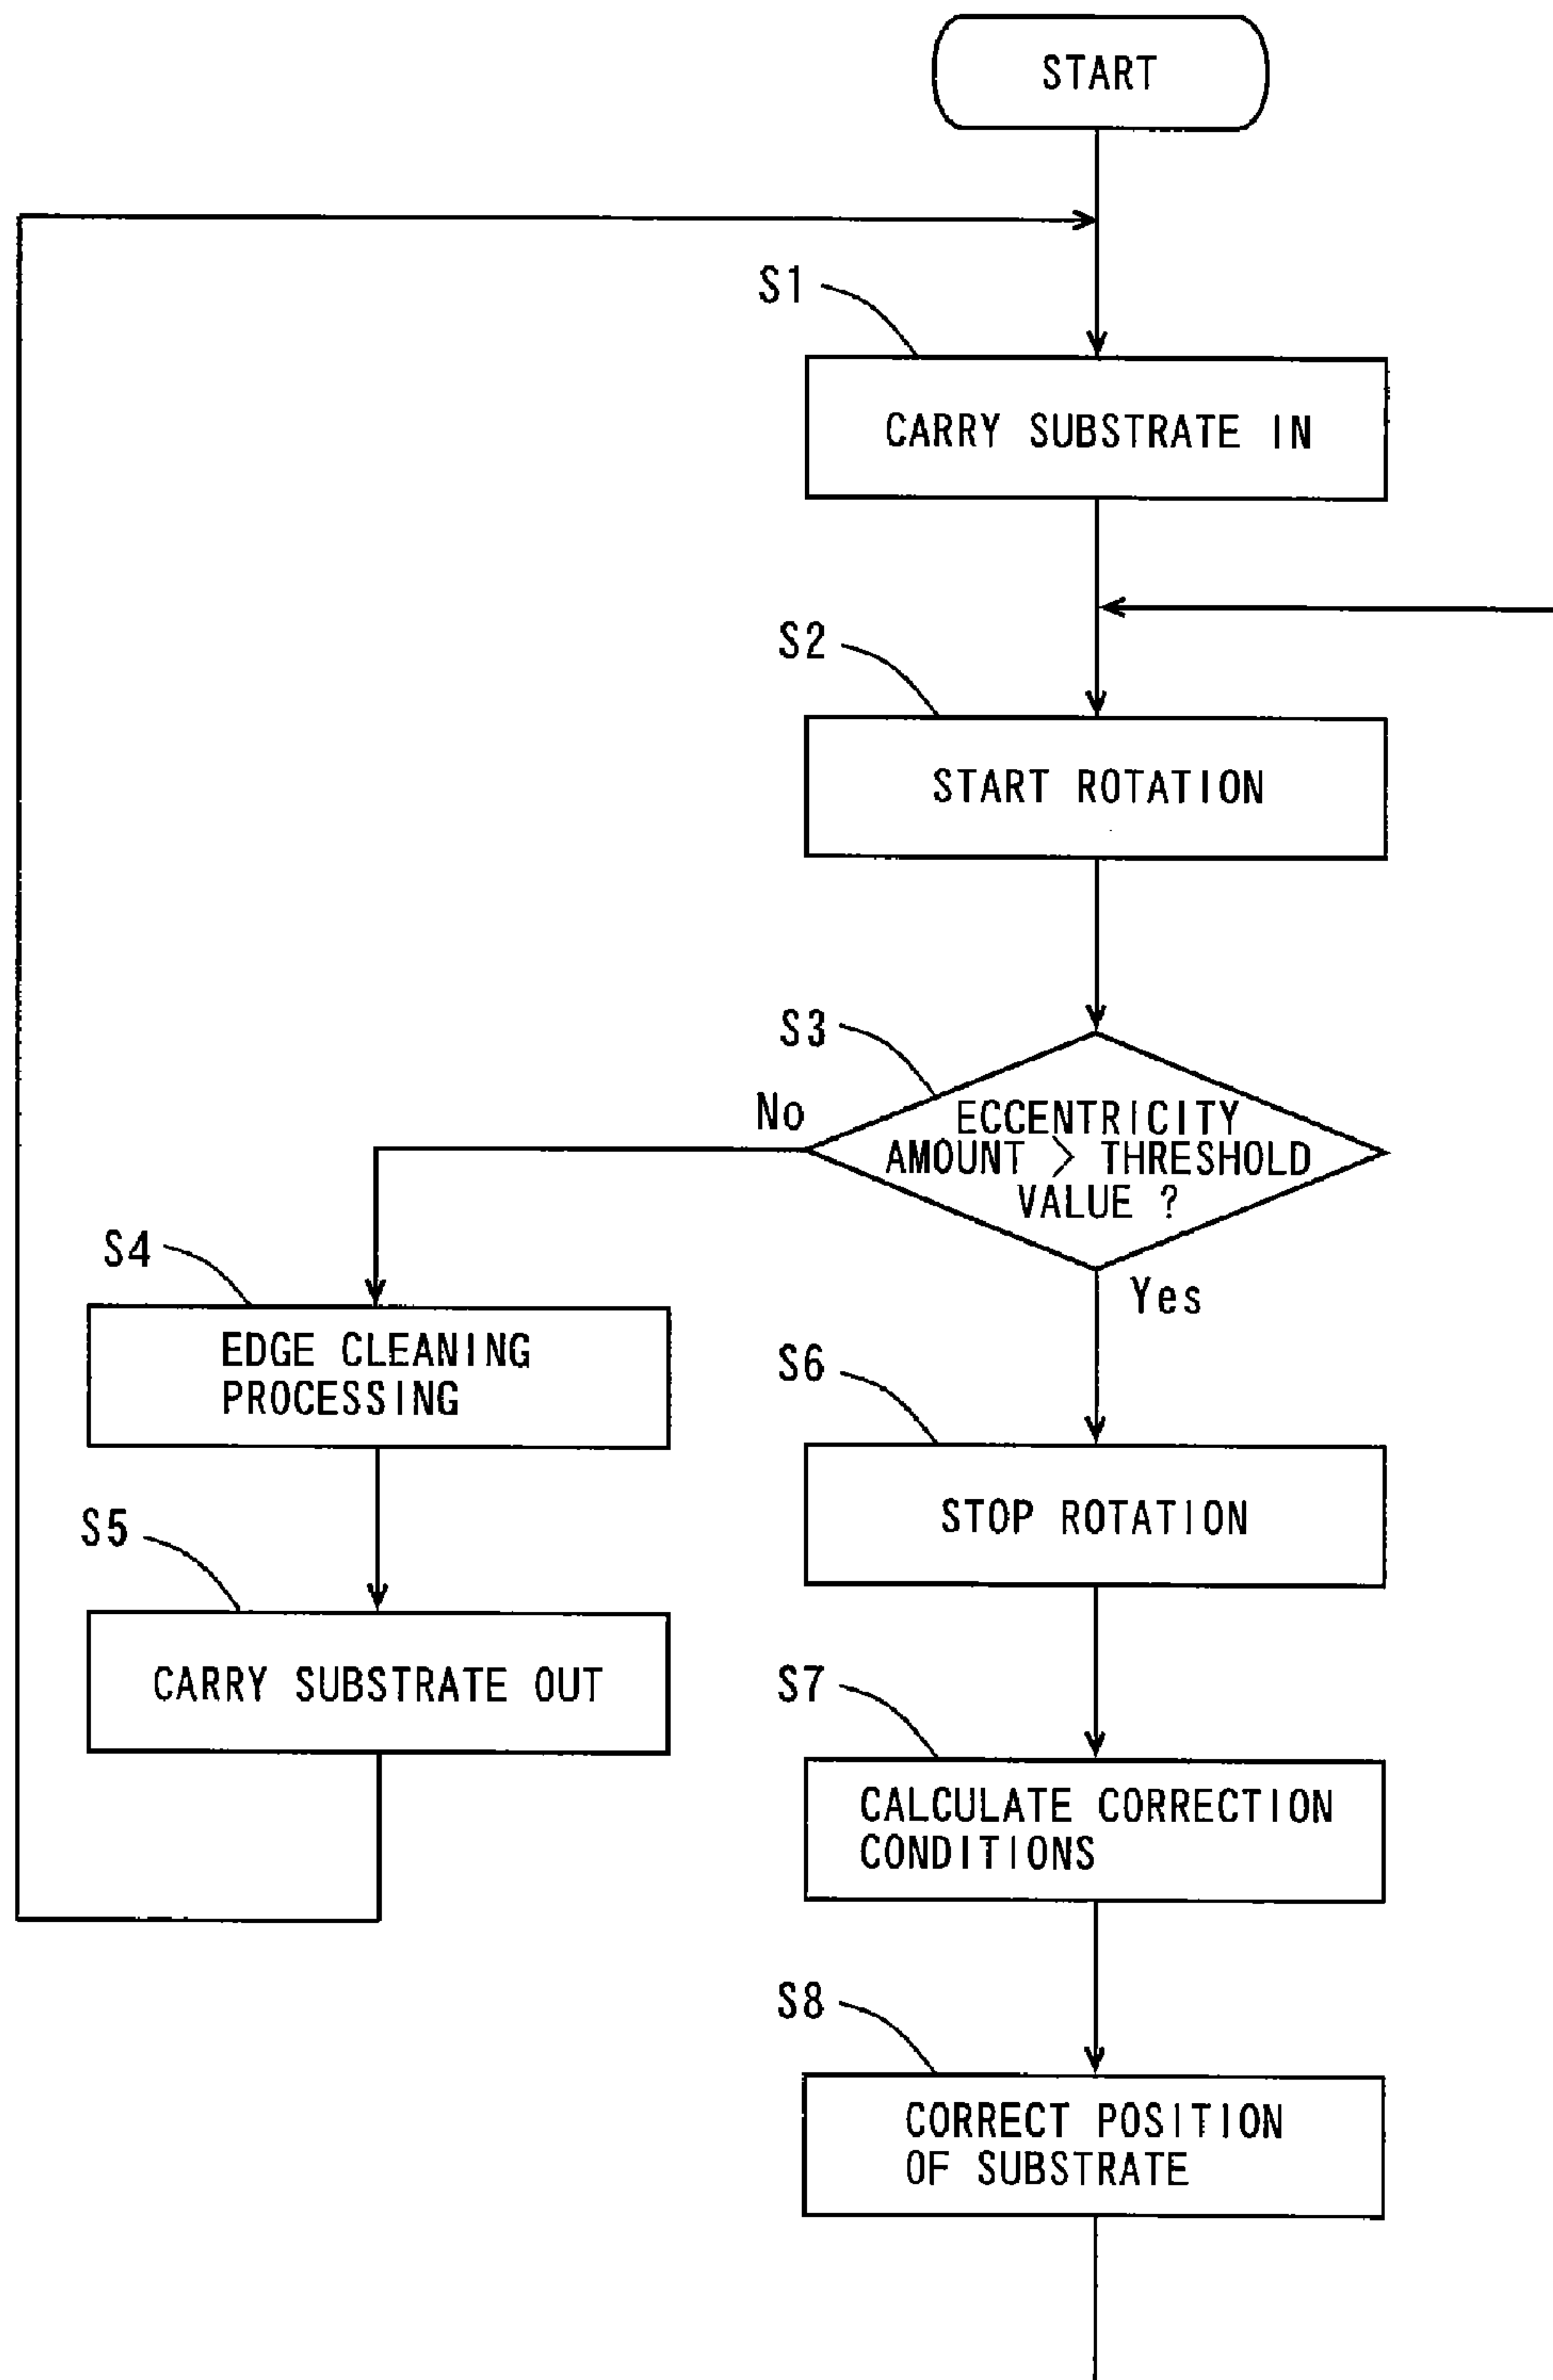 START
S1
CARRY SUBSTRATE IN
S2
START ROTATION
S3
No
ECCENTRICITY
AMOUNT > THRESHOLD
VALUE ?
Yes
S4
EDGE CLEANING
PROCESSING
S5
CARRY SUBSTRATE OUT
S6
STOP ROTATION
S7
CALCULATE CORRECTION
CONDITIONS
S8
CORRECT POSITION
OF SUBSTRATE